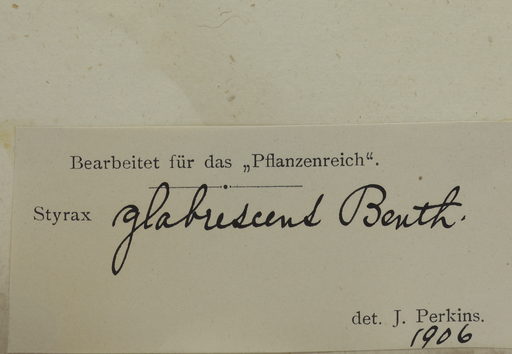 Bearbeitet für das „Pflanzenreich“.
Styrax glabrescens Benth.
det. J. Perkins.
1906